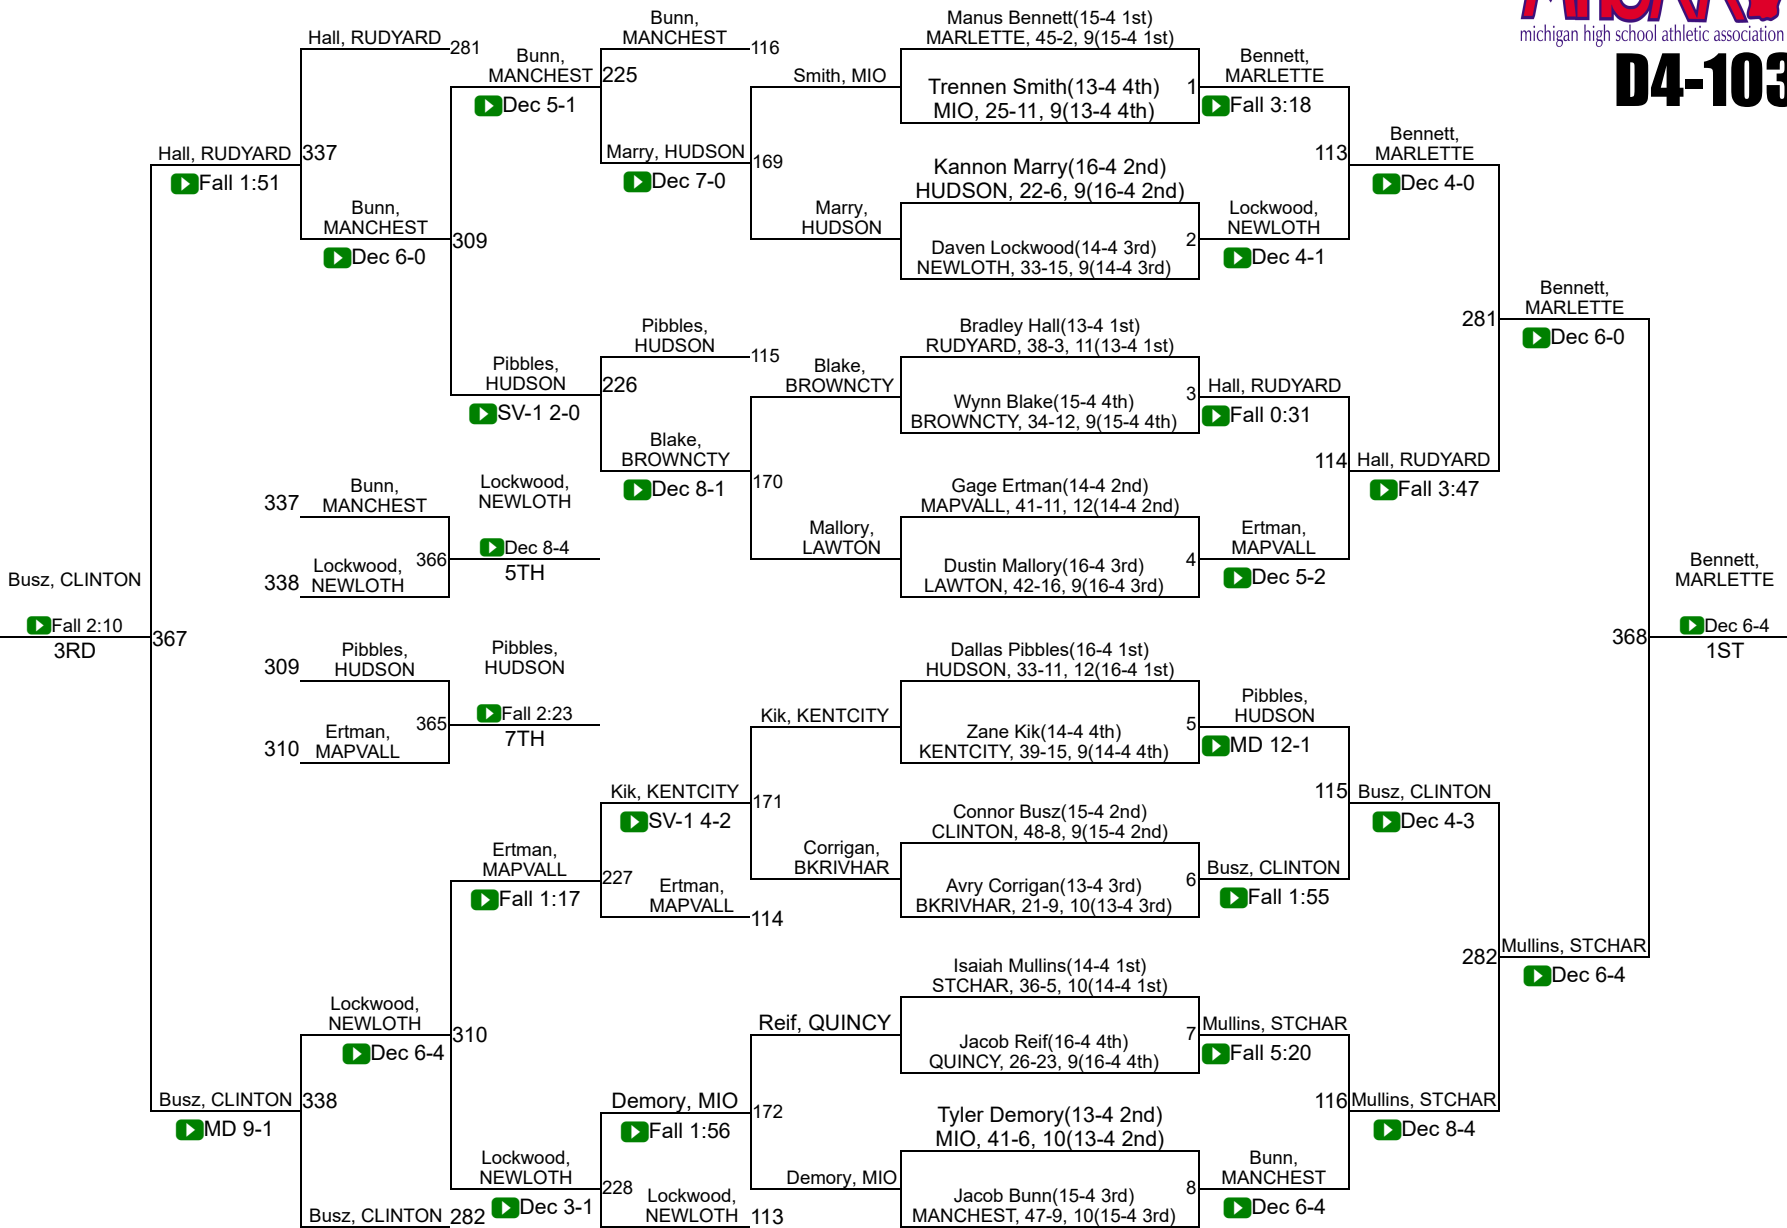 MHSAA
michigan high school athletic association
D4-103
Hall, RUDYARD
281
Bunn,
MANCHEST
Dec 5-1
225
Bunn,
MANCHEST
116
Smith, MIO
Manus Bennett(15-4 1st)
MARLETTE, 45-2, 9(15-4 1st)
Trennen Smith(13-4 4th)
MIO, 25-11, 9(13-4 4th)
1
Bennett,
MARLETTE
Fall 3:18
Hall, RUDYARD
Fall 1:51
337
Marry, HUDSON
Dec 7-0
169
Kannon Marry(16-4 2nd)
HUDSON, 22-6, 9(16-4 2nd)
113
Bennett,
MARLETTE
Dec 4-0
Bunn,
MANCHEST
Dec 6-0
309
Marry,
HUDSON
Daven Lockwood(14-4 3rd)
NEWLOTH, 33-15, 9(14-4 3rd)
2
Lockwood,
NEWLOTH
Dec 4-1
281
Bennett,
MARLETTE
Dec 6-0
Pibbles,
HUDSON
SV-1 2-0
226
Pibbles,
HUDSON
115
Blake,
BROWNCTY
Bradley Hall(13-4 1st)
RUDYARD, 38-3, 11(13-4 1st)
Wynn Blake(15-4 4th)
BROWNCTY, 34-12, 9(15-4 4th)
3
Hall, RUDYARD
Fall 0:31
Blake,
BROWNCTY
Dec 8-1
170
Gage Ertman(14-4 2nd)
MAPVALL, 41-11, 12(14-4 2nd)
114
Hall, RUDYARD
Fall 3:47
337
Bunn,
MANCHEST
Lockwood,
NEWLOTH
338
Lockwood,
NEWLOTH
366
Dec 8-4
5TH
Mallory,
LAWTON
Dustin Mallory(16-4 3rd)
LAWTON, 42-16, 9(16-4 3rd)
4
Ertman,
MAPVALL
Dec 5-2
Busz, CLINTON
Fall 2:10
3RD
367
309
Pibbles,
HUDSON
Pibbles,
HUDSON
310
Ertman,
MAPVALL
365
Fall 2:23
7TH
368
Bennett,
MARLETTE
Dec 6-4
1ST
Kik, KENTCITY
Dallas Pibbles(16-4 1st)
HUDSON, 33-11, 12(16-4 1st)
Zane Kik(14-4 4th)
KENTCITY, 39-15, 9(14-4 4th)
5
Pibbles,
HUDSON
MD 12-1
Kik, KENTCITY
SV-1 4-2
171
Connor Busz(15-4 2nd)
CLINTON, 48-8, 9(15-4 2nd)
115
Busz, CLINTON
Dec 4-3
Ertman,
MAPVALL
Fall 1:17
227
Ertman,
MAPVALL
114
Corrigan,
BKRIVHAR
Avry Corrigan(13-4 3rd)
BKRIVHAR, 21-9, 10(13-4 3rd)
6
Busz, CLINTON
Fall 1:55
282
Mullins, STCHAR
Dec 6-4
Lockwood,
NEWLOTH
Dec 6-4
310
Reif, QUINCY
Isaiah Mullins(14-4 1st)
STCHAR, 36-5, 10(14-4 1st)
Jacob Reif(16-4 4th)
QUINCY, 26-23, 9(16-4 4th)
7
Mullins, STCHAR
Fall 5:20
Busz, CLINTON
MD 9-1
338
Demory, MIO
Fall 1:56
172
Tyler Demory(13-4 2nd)
MIO, 41-6, 10(13-4 2nd)
116
Mullins, STCHAR
Dec 8-4
Lockwood,
NEWLOTH
Dec 3-1
228
Lockwood,
NEWLOTH
113
Demory, MIO
Jacob Bunn(15-4 3rd)
MANCHEST, 47-9, 10(15-4 3rd)
8
Bunn,
MANCHEST
Dec 6-4
Busz, CLINTON
282